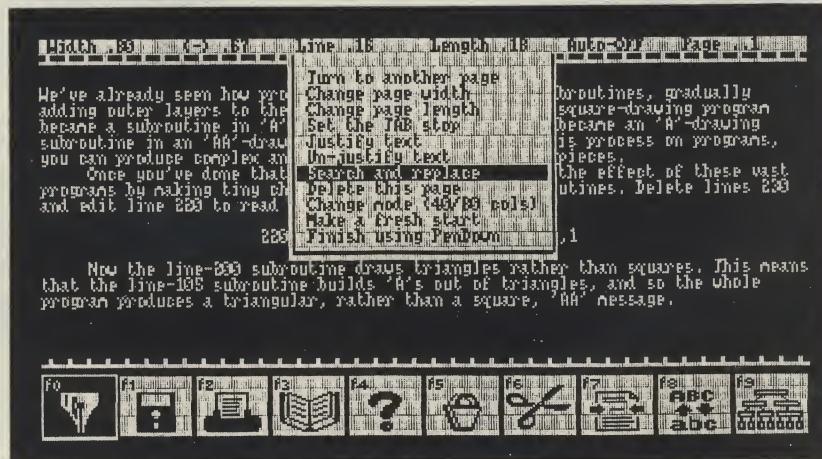 Width .80 (-) .67 Line .16 Length .18 Auto-Off Page ..1
We've already seen how pro broutines, gradually
adding outer layers to the square-drawing program
became a subroutine in 'A' became an 'A'-drawing
subroutine in an 'AA'-draw is process on programs,
you can produce complex an pieces.
Once you've done that the effect of these vast
programs by making tiny ch utines. Delete lines 230
and edit line 220 to read
220 ,1
Turn to another page
Change page width
Change page length
Set the TAB stop
Justify text
Un-justify text
Search and replace
Delete this page
Change mode (40/80 cols)
Make a fresh start
Finish using PenDown
Now the line-200 subroutine draws triangles rather than squares. This means
that the line-105 subroutine builds 'A's out of triangles, and so the whole
program produces a triangular, rather than a square, 'AA' message.
f0 f1 f2 f3 f4 f5 f6 f7 f8 f9
ABC
abc